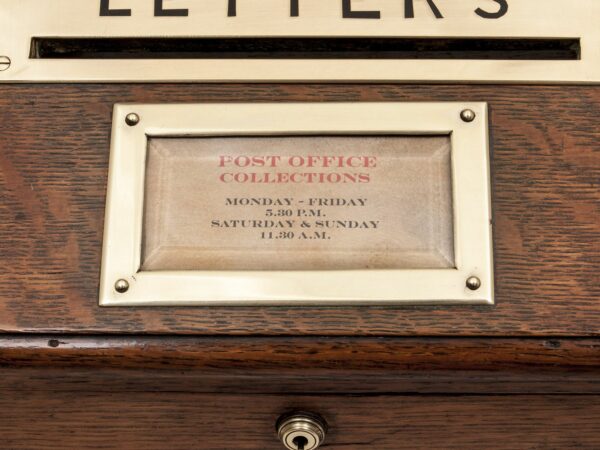 LETTERS
POST OFFICE
COLLECTIONS
MONDAY - FRIDAY
5.30 P.M.
SATURDAY & SUNDAY
11.30 A.M.